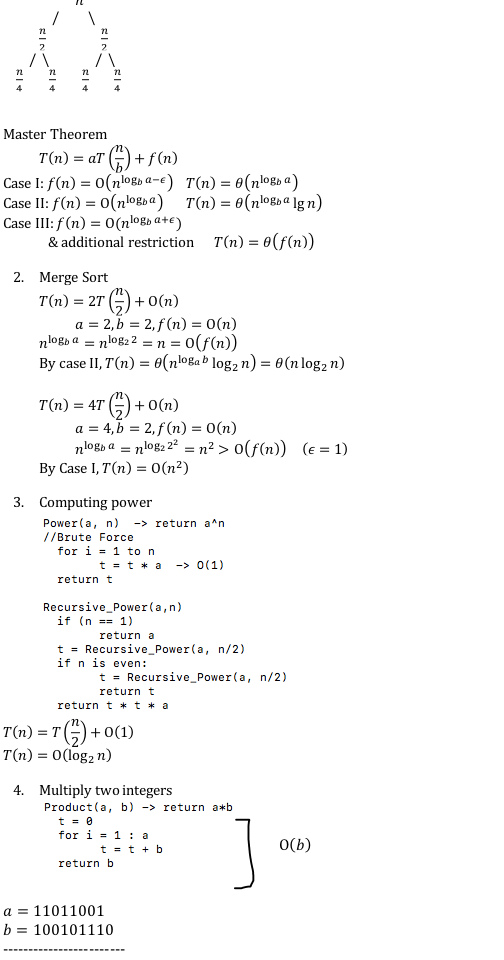 n
/ \
n/2 n/2
/ \ / \
n/4 n/4 n/4 n/4
Master Theorem
T(n) = aT(n/b) + f(n)
Case I: f(n) = O(n^(log_b a−ϵ)) T(n) = θ(n^(log_b a))
Case II: f(n) = O(n^(log_b a)) T(n) = θ(n^(log_b a) lg n)
Case III: f(n) = O(n^(log_b a+ϵ))
& additional restriction T(n) = θ(f(n))
2. Merge Sort
T(n) = 2T(n/2) + O(n)
a = 2, b = 2, f(n) = O(n)
n^(log_b a) = n^(log_2 2) = n = O(f(n))
By case II, T(n) = θ(n^(log_a b) log_2 n) = θ(n log_2 n)
T(n) = 4T(n/2) + O(n)
a = 4, b = 2, f(n) = O(n)
n^(log_b a) = n^(log_2 2^2) = n^2 > O(f(n)) (ϵ = 1)
By Case I, T(n) = O(n^2)
3. Computing power
Power(a, n) -> return a^n
//Brute Force
for i = 1 to n
t = t * a -> O(1)
return t
Recursive_Power(a,n)
if (n == 1)
return a
t = Recursive_Power(a, n/2)
if n is even:
t = Recursive_Power(a, n/2)
return t
return t * t * a
T(n) = T(n/2) + O(1)
T(n) = O(log_2 n)
4. Multiply two integers
Product(a, b) -> return a*b
t = 0
for i = 1 : a
t = t + b
return b
O(b)
a = 11011001
b = 100101110
-------------------------